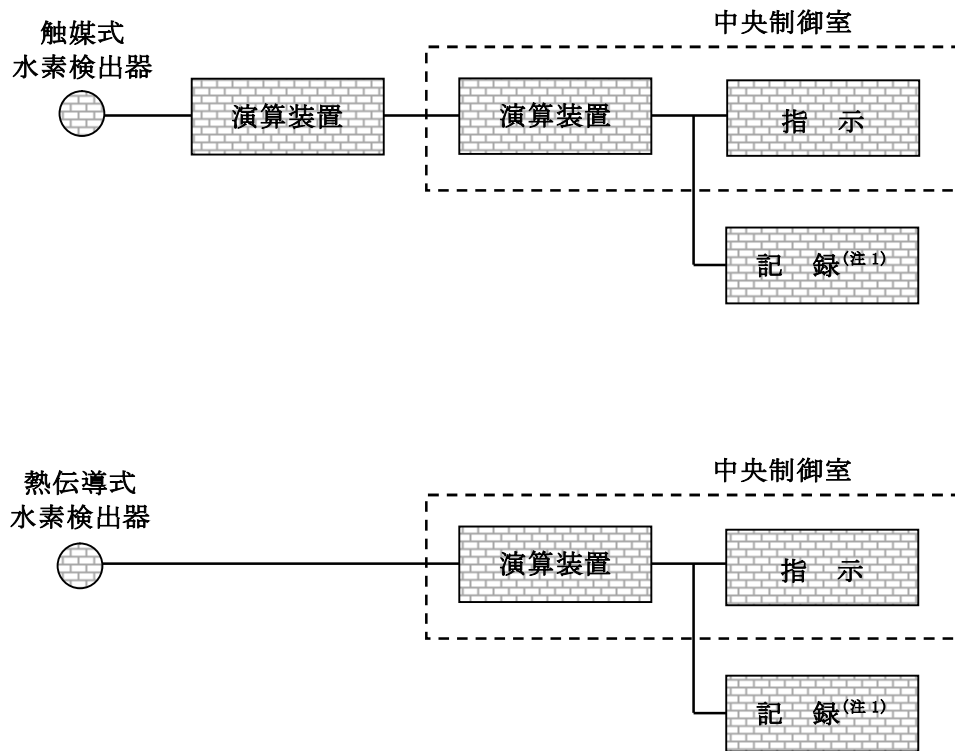 中央制御室
触媒式
水素検出器
演算装置
演算装置
指 示
記 録(注1)
中央制御室
熱伝導式
水素検出器
演算装置
指 示
記 録(注1)